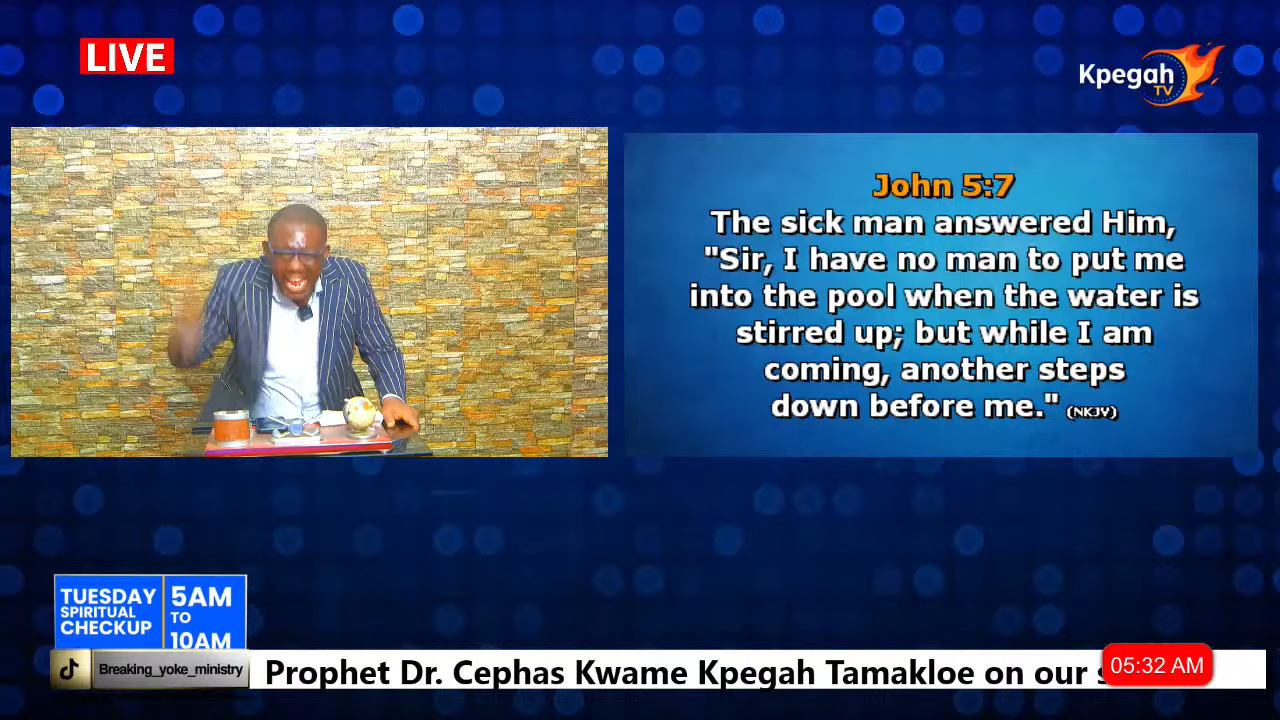 LIVE
Kpegah
TV
John 5:7
The sick man answered Him,
"Sir, I have no man to put me
into the pool when the water is
stirred up; but while I am
coming, another steps
down before me." (NKJV)
TUESDAY
SPIRITUAL
CHECKUP
5AM
TO
10AM
Breaking_yoke_ministry
Prophet Dr. Cephas Kwame Kpegah Tamakloe on our
05:32 AM